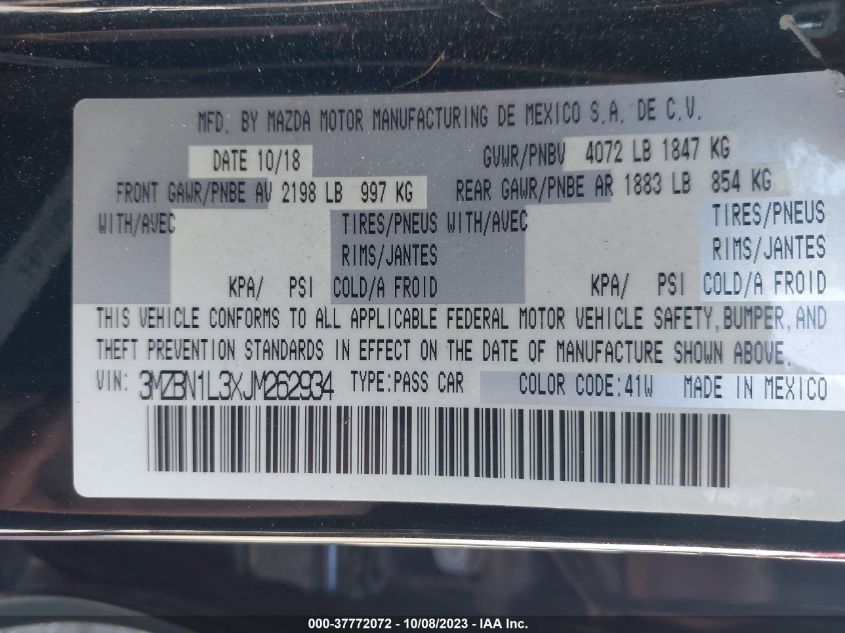 MFD. BY MAZDA MOTOR MANUFACTURING DE MEXICO S.A. DE C.V.
DATE 10/18 GVWR/PNBV 4072 LB 1847 KG
FRONT GAWR/PNBE AV 2198 LB 997 KG REAR GAWR/PNBE AR 1883 LB 854 KG
WITH/AVEC TIRES/PNEUS WITH/AVEC TIRES/PNEUS
RIMS/JANTES RIMS/JANTES
KPA/ PSI COLD/A FROID KPA/ PSI COLD/A FROID
THIS VEHICLE CONFORMS TO ALL APPLICABLE FEDERAL MOTOR VEHICLE SAFETY, BUMPER, AND
THEFT PREVENTION STANDARDS IN EFFECT ON THE DATE OF MANUFACTURE SHOWN ABOVE.
VIN: 3MZBN1L3XJM262934 TYPE:PASS CAR COLOR CODE:41W MADE IN MEXICO
000-37772072 - 10/08/2023 - IAA Inc.